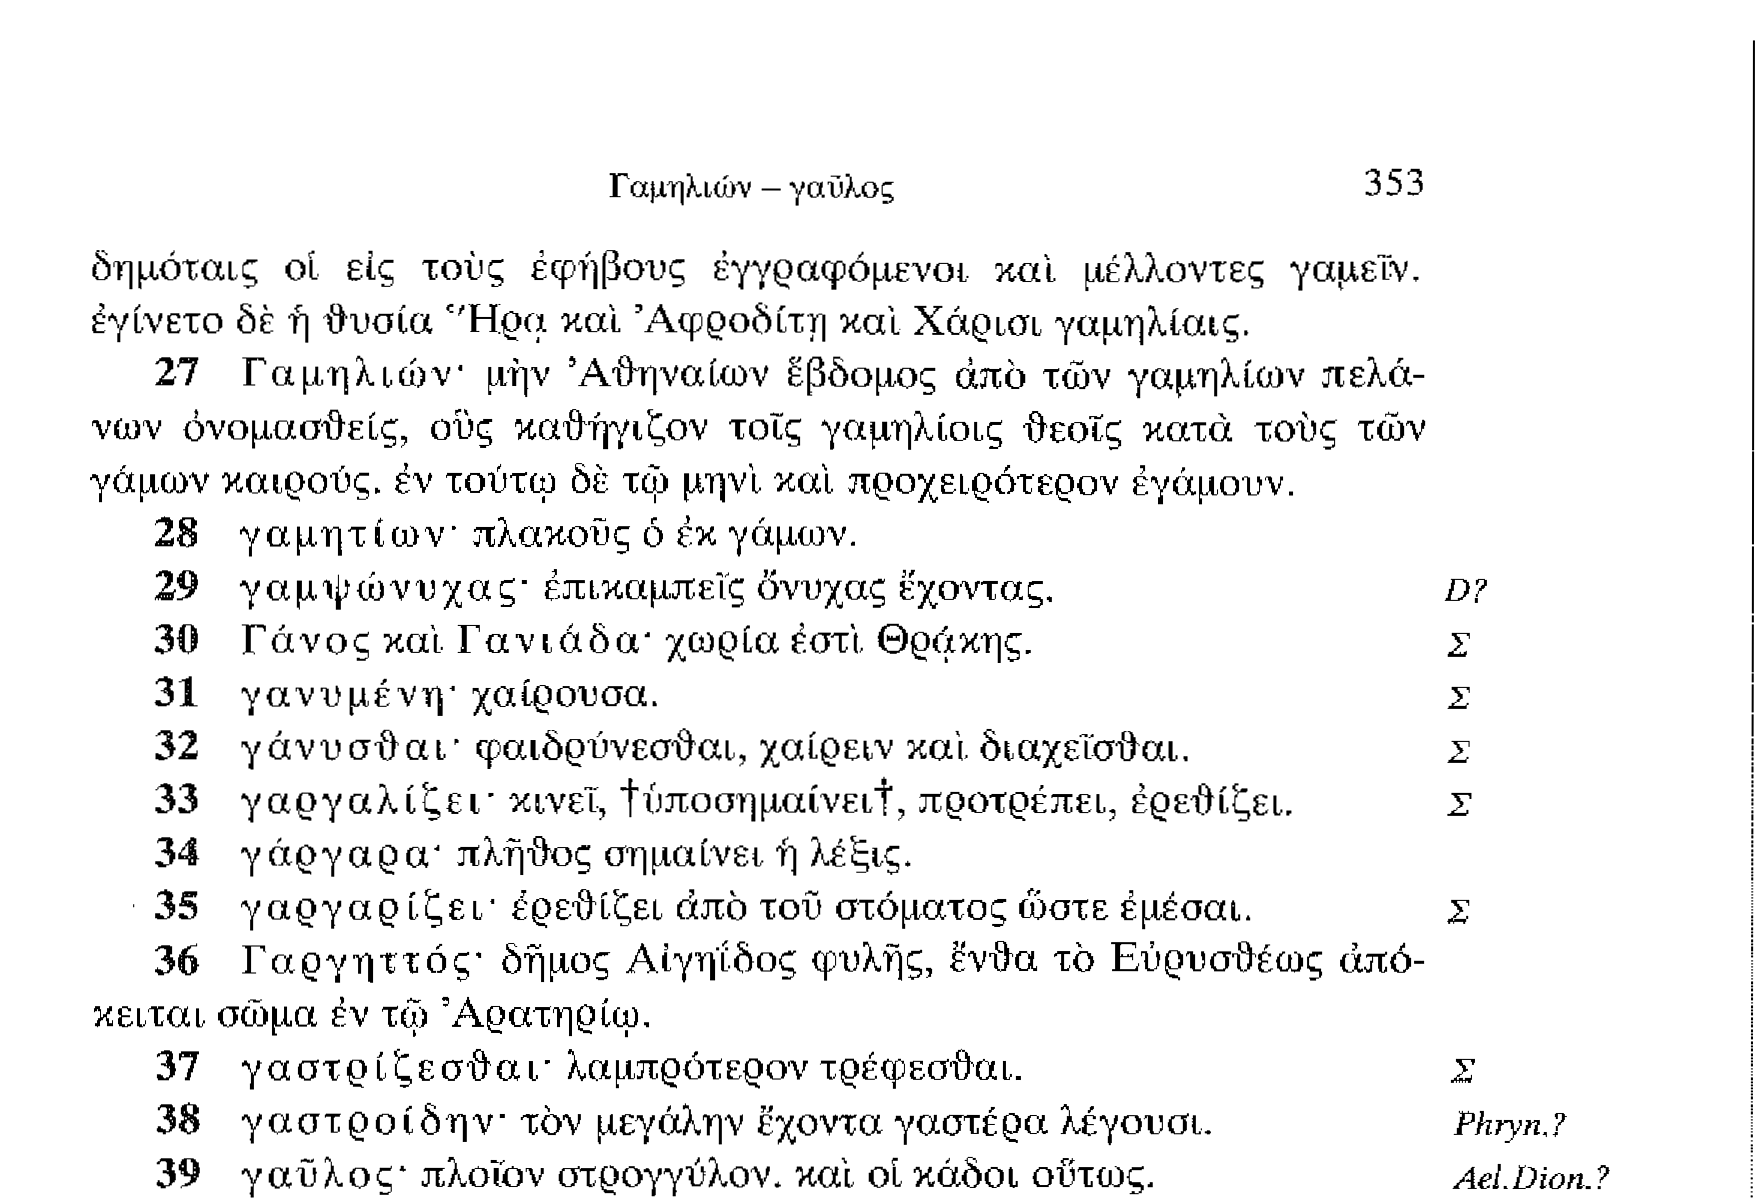 Γαμηλιών – γαῦλος 353
δημόταις οἱ εἰς τοὺς ἐφήβους ἐγγραφόμενοι καὶ μέλλοντες γαμεῖν.
ἐγίνετο δὲ ἡ θυσία Ἥρᾳ καὶ Ἀφροδίτῃ καὶ Χάρισι γαμηλίαις.
27 Γαμηλιών· μὴν Ἀθηναίων ἕβδομος ἀπὸ τῶν γαμηλίων πελά-
νων ὀνομασθείς, οὓς καθήγιζον τοῖς γαμηλίοις θεοῖς κατὰ τοὺς τῶν
γάμων καιρούς. ἐν τούτῳ δὲ τῷ μηνὶ καὶ προχειρότερον ἐγάμουν.
28 γαμητίων· πλακοῦς ὁ ἐκ γάμων.
29 γαμψώνυχας· ἐπικαμπεῖς ὄνυχας ἔχοντας. D?
30 Γάνος καὶ Γανιάδα· χωρία ἐστὶ Θρᾴκης. Σ
31 γανυμένη· χαίρουσα. Σ
32 γάνυσθαι· φαιδρύνεσθαι, χαίρειν καὶ διαχεῖσθαι. Σ
33 γαργαλίζει· κινεῖ, †ὑποσημαίνει†, προτρέπει, ἐρεθίζει. Σ
34 γάργαρα· πλῆθος σημαίνει ἡ λέξις.
35 γαργαρίζει· ἐρεθίζει ἀπὸ τοῦ στόματος ὥστε ἐμέσαι. Σ
36 Γαργηττός· δῆμος Αἰγηΐδος φυλῆς, ἔνθα τὸ Εὐρυσθέως ἀπό-
κειται σῶμα ἐν τῷ Ἀρατηρίῳ.
37 γαστρίζεσθαι· λαμπρότερον τρέφεσθαι. Σ
38 γαστροίδην· τὸν μεγάλην ἔχοντα γαστέρα λέγουσι. Phryn.?
39 γαῦλος· πλοῖον στρογγύλον. καὶ οἱ κάδοι οὕτως. Ael.Dion.?